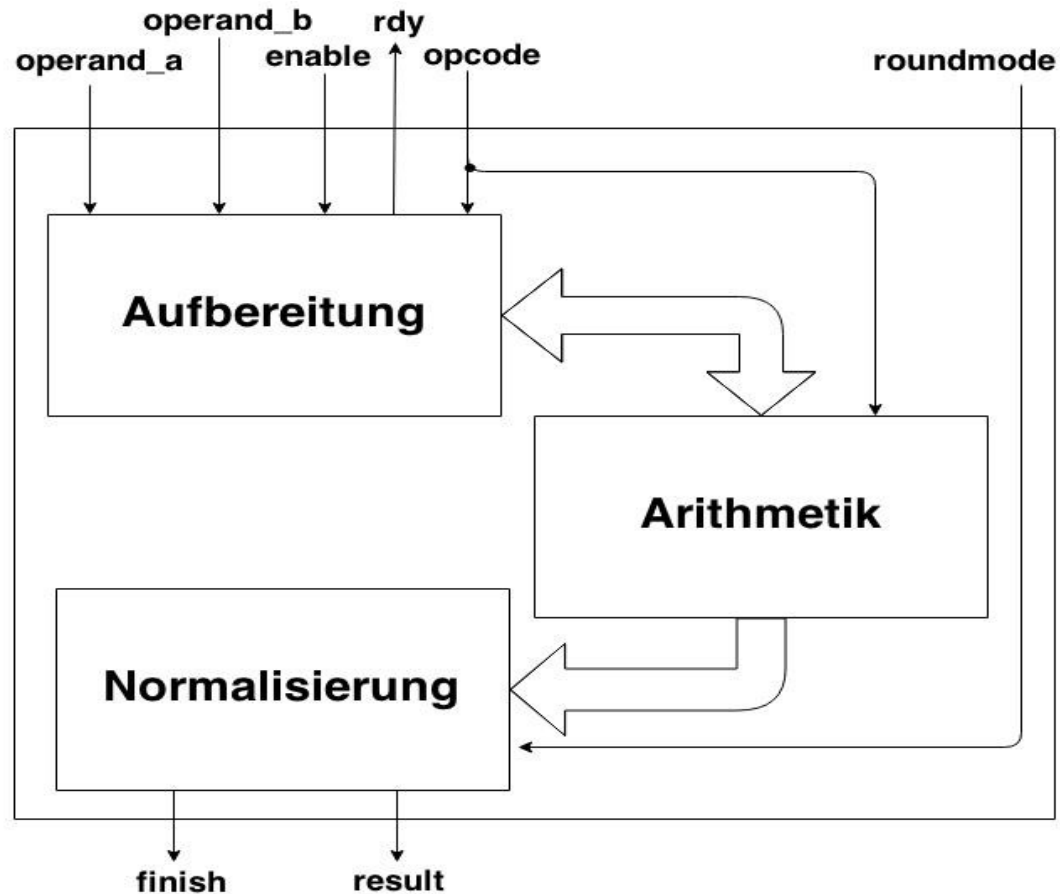 operand_a
operand_b
enable
rdy
opcode
roundmode
Aufbereitung
Arithmetik
Normalisierung
finish
result